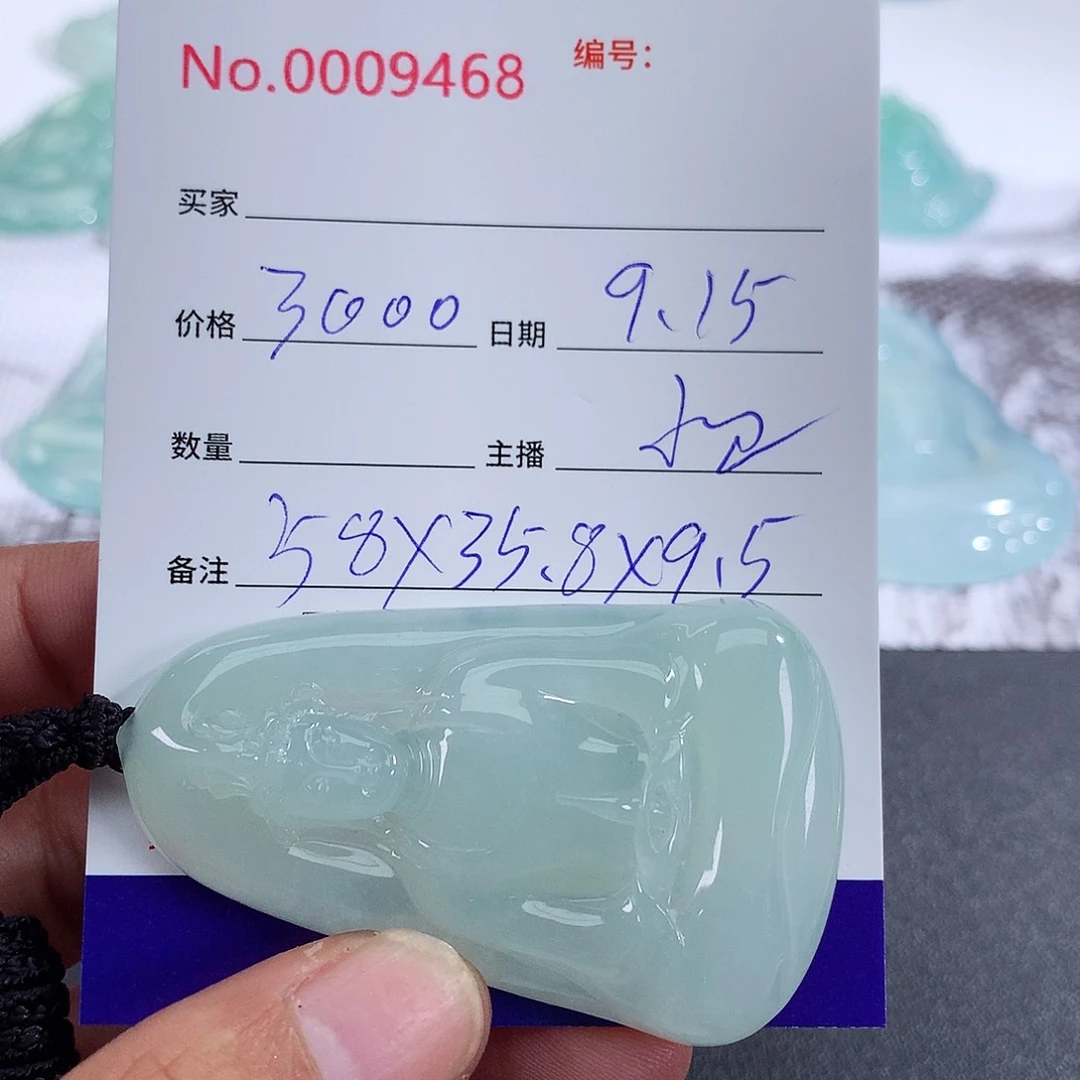 No.0009468 编号：
买家
价格 3000 日期 9.15
数量 主播
备注 58X35.8X9.5